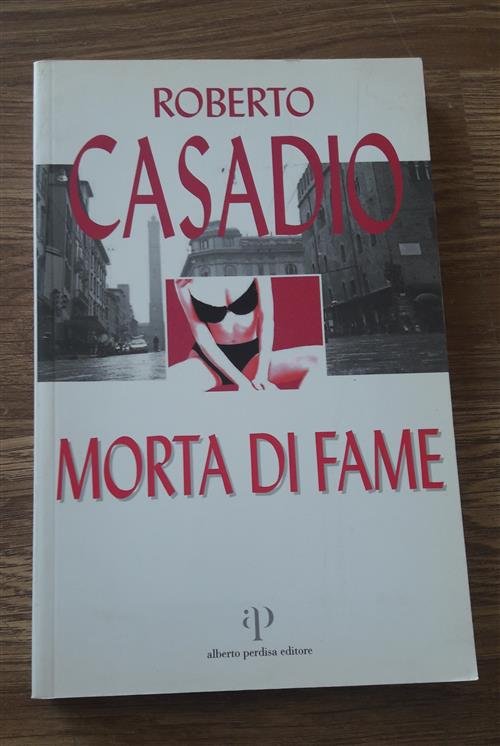 ROBERTO
CASADIO
MORTA DI FAME
ap
alberto perdisa editore